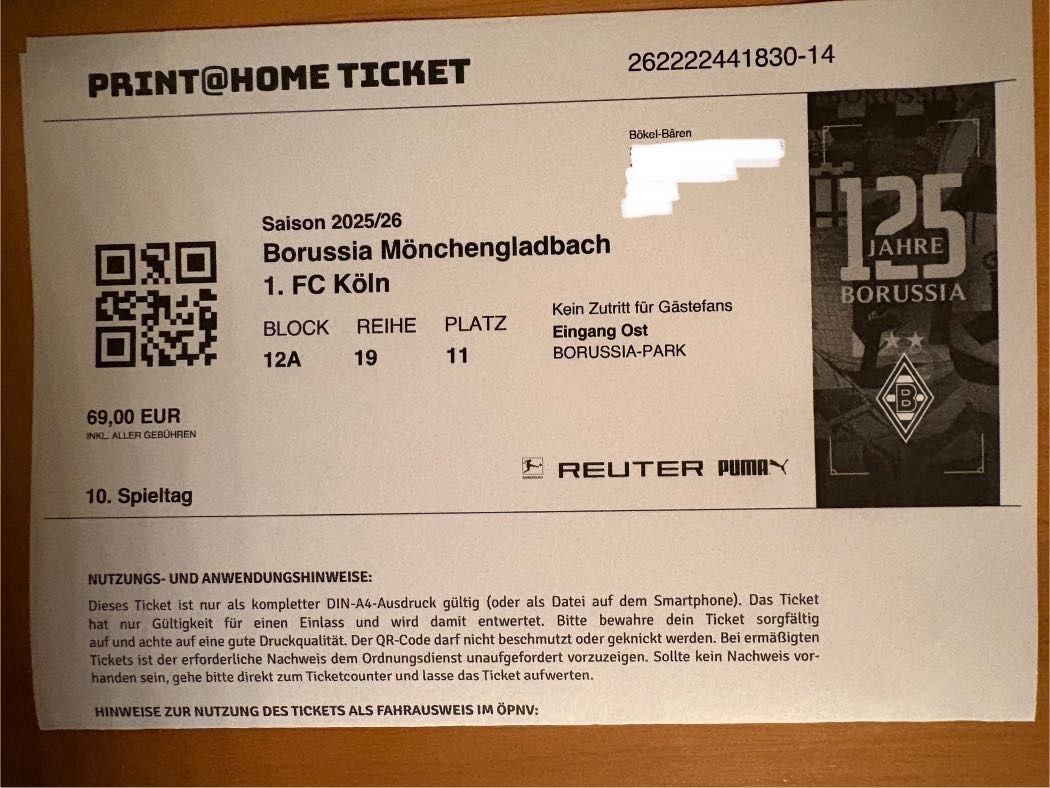 PRINT@HOME TICKET
262222441830-14
Bökel-Bären
BORUSSIA
125
JAHRE
BORUSSIA
B
Saison 2025/26
Borussia Mönchengladbach
1. FC Köln
BLOCK REIHE PLATZ
12A 19 11
Kein Zutritt für Gästefans
Eingang Ost
BORUSSIA-PARK
69,00 EUR
INKL. ALLER GEBÜHREN
REUTER PUMA
10. Spieltag
NUTZUNGS- UND ANWENDUNGSHINWEISE:
Dieses Ticket ist nur als kompletter DIN-A4-Ausdruck gültig (oder als Datei auf dem Smartphone). Das Ticket
hat nur Gültigkeit für einen Einlass und wird damit entwertet. Bitte bewahre dein Ticket sorgfältig
auf und achte auf eine gute Druckqualität. Der QR-Code darf nicht beschmutzt oder geknickt werden. Bei ermäßigten
Tickets ist der erforderliche Nachweis dem Ordnungsdienst unaufgefordert vorzuzeigen. Sollte kein Nachweis vor-
handen sein, gehe bitte direkt zum Ticketcounter und lasse das Ticket aufwerten.
HINWEISE ZUR NUTZUNG DES TICKETS ALS FAHRAUSWEIS IM ÖPNV: